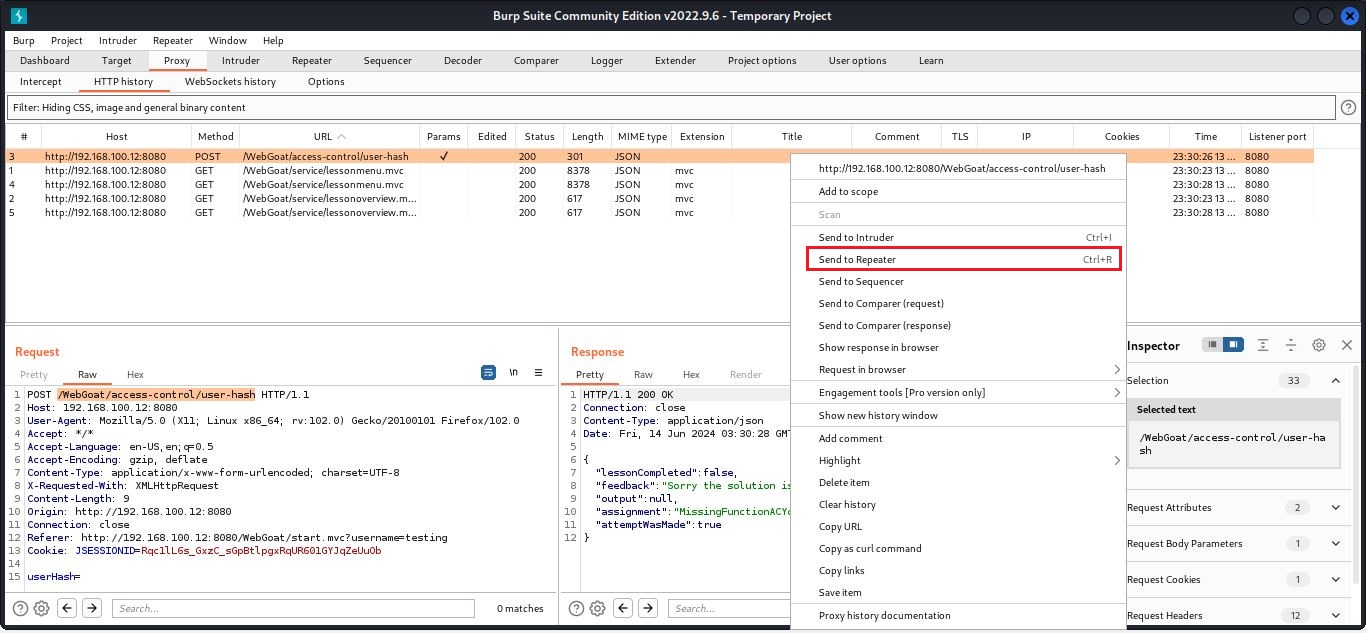 Burp Suite Community Edition v2022.9.6 - Temporary Project
Burp Project Intruder Repeater Window Help
Dashboard Target Proxy Intruder Repeater Sequencer Decoder Comparer Logger Extender Project options User options Learn
Intercept HTTP history WebSockets history Options
Filter: Hiding CSS, image and general binary content
# Host Method URL Params Edited Status Length MIME type Extension Title Comment TLS IP Cookies Time Listener port
3 http://192.168.100.12:8080 POST /WebGoat/access-control/user-hash ✓ 200 301 JSON 23:30:26 13 ... 8080
1 http://192.168.100.12:8080 GET /WebGoat/service/lessonmenu.mvc 200 8378 JSON mvc 23:30:23 13 ... 8080
4 http://192.168.100.12:8080 GET /WebGoat/service/lessonmenu.mvc 200 8378 JSON mvc 23:30:28 13 ... 8080
2 http://192.168.100.12:8080 GET /WebGoat/service/lessonoverview.m... 200 617 JSON mvc 23:30:23 13 ... 8080
5 http://192.168.100.12:8080 GET /WebGoat/service/lessonoverview.m... 200 617 JSON mvc 23:30:28 13 ... 8080
http://192.168.100.12:8080/WebGoat/access-control/user-hash
Add to scope
Scan
Send to Intruder Ctrl+I
Send to Repeater Ctrl+R
Send to Sequencer
Send to Comparer (request)
Send to Comparer (response)
Show response in browser
Request in browser
Engagement tools [Pro version only]
Show new history window
Add comment
Highlight
Delete item
Clear history
Copy URL
Copy as curl command
Copy links
Save item
Proxy history documentation
Request
Pretty Raw Hex
\n
1 POST /WebGoat/access-control/user-hash HTTP/1.1
2 Host: 192.168.100.12:8080
3 User-Agent: Mozilla/5.0 (X11; Linux x86_64; rv:102.0) Gecko/20100101 Firefox/102.0
4 Accept: */*
5 Accept-Language: en-US,en;q=0.5
6 Accept-Encoding: gzip, deflate
7 Content-Type: application/x-www-form-urlencoded; charset=UTF-8
8 X-Requested-With: XMLHttpRequest
9 Content-Length: 9
10 Origin: http://192.168.100.12:8080
11 Connection: close
12 Referer: http://192.168.100.12:8080/WebGoat/start.mvc?username=testing
13 Cookie: JSESSIONID=Rqc1lL6s_GxzC_sGpBtlpgxRqUR601GYJqZeUuOb
14
15 userHash=
Search... 0 matches
Response
Pretty Raw Hex Render
1 HTTP/1.1 200 OK
2 Connection: close
3 Content-Type: application/json
4 Date: Fri, 14 Jun 2024 03:30:28 GMT
5
6 {
7 "lessonCompleted":false,
8 "feedback":"Sorry the solution is
9 "output":null,
10 "assignment":"MissingFunctionACYo
11 "attemptWasMade":true
12 }
Search...
Inspector
Selection 33
Selected text
/WebGoat/access-control/user-ha
sh
Request Attributes 2
Request Body Parameters 1
Request Cookies 1
Request Headers 12